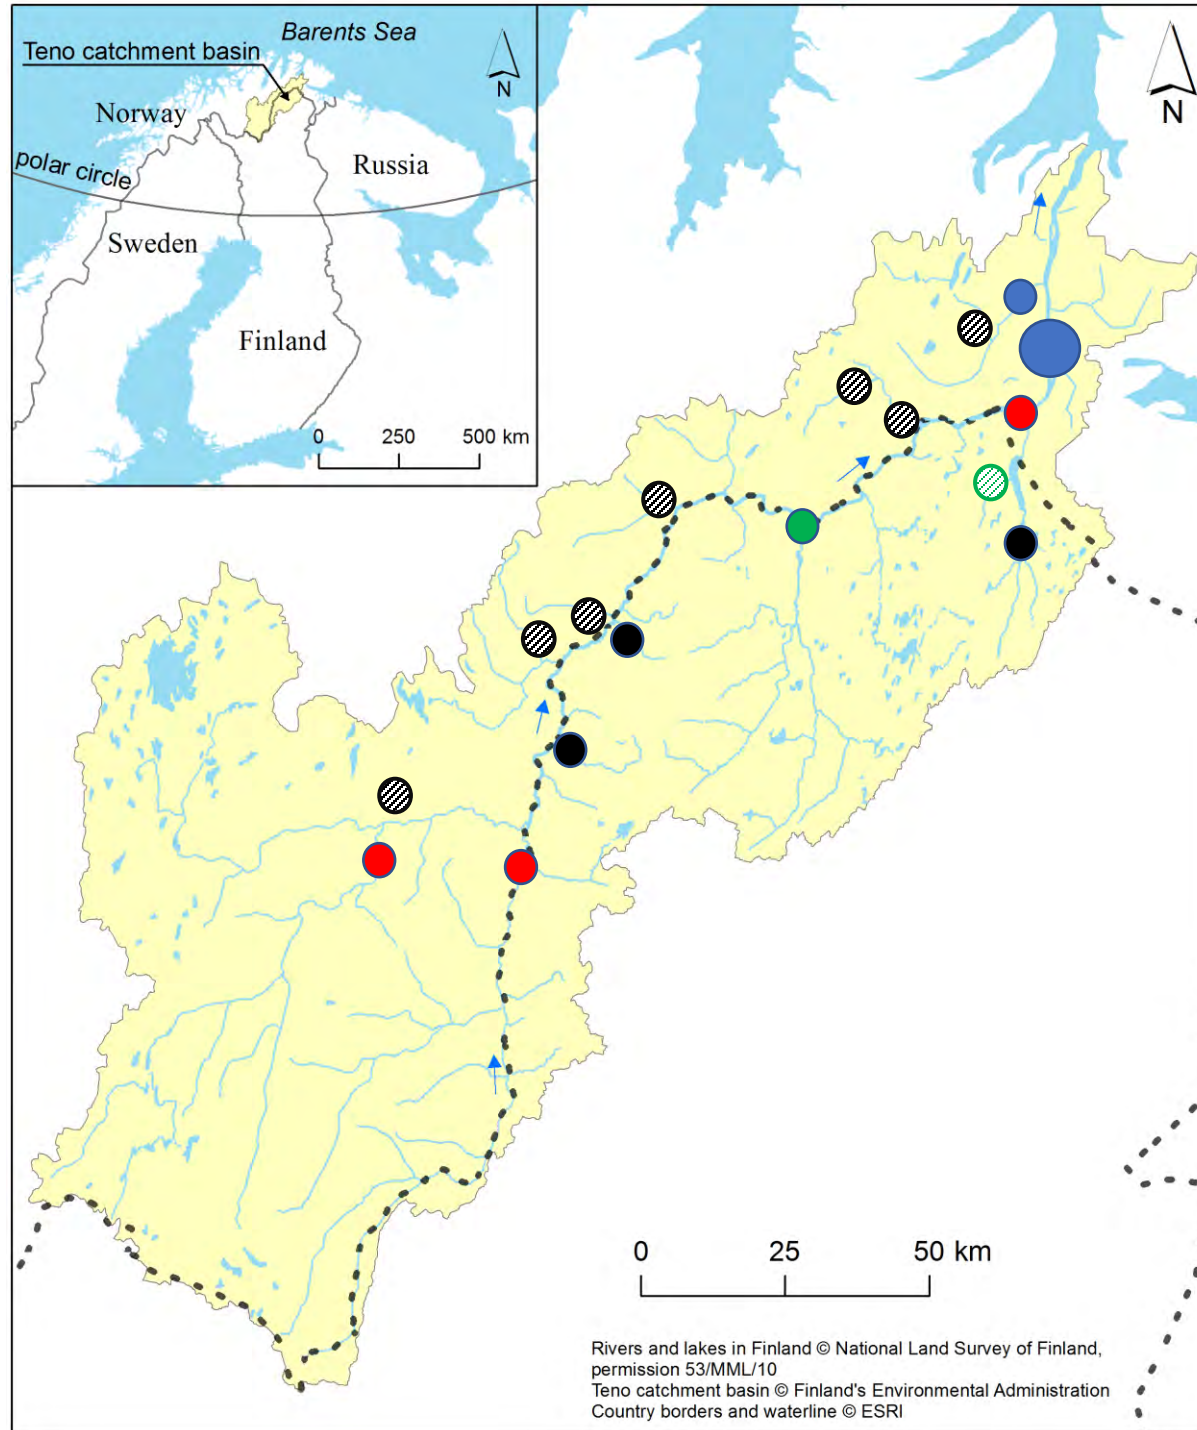 Barents Sea
Teno catchment basin
N
Norway
Russia
polar circle
Sweden
Finland
0 250 500 km
N
0 25 50 km
Rivers and lakes in Finland © National Land Survey of Finland,
permission 53/MML/10
Teno catchment basin © Finland's Environmental Administration
Country borders and waterline © ESRI